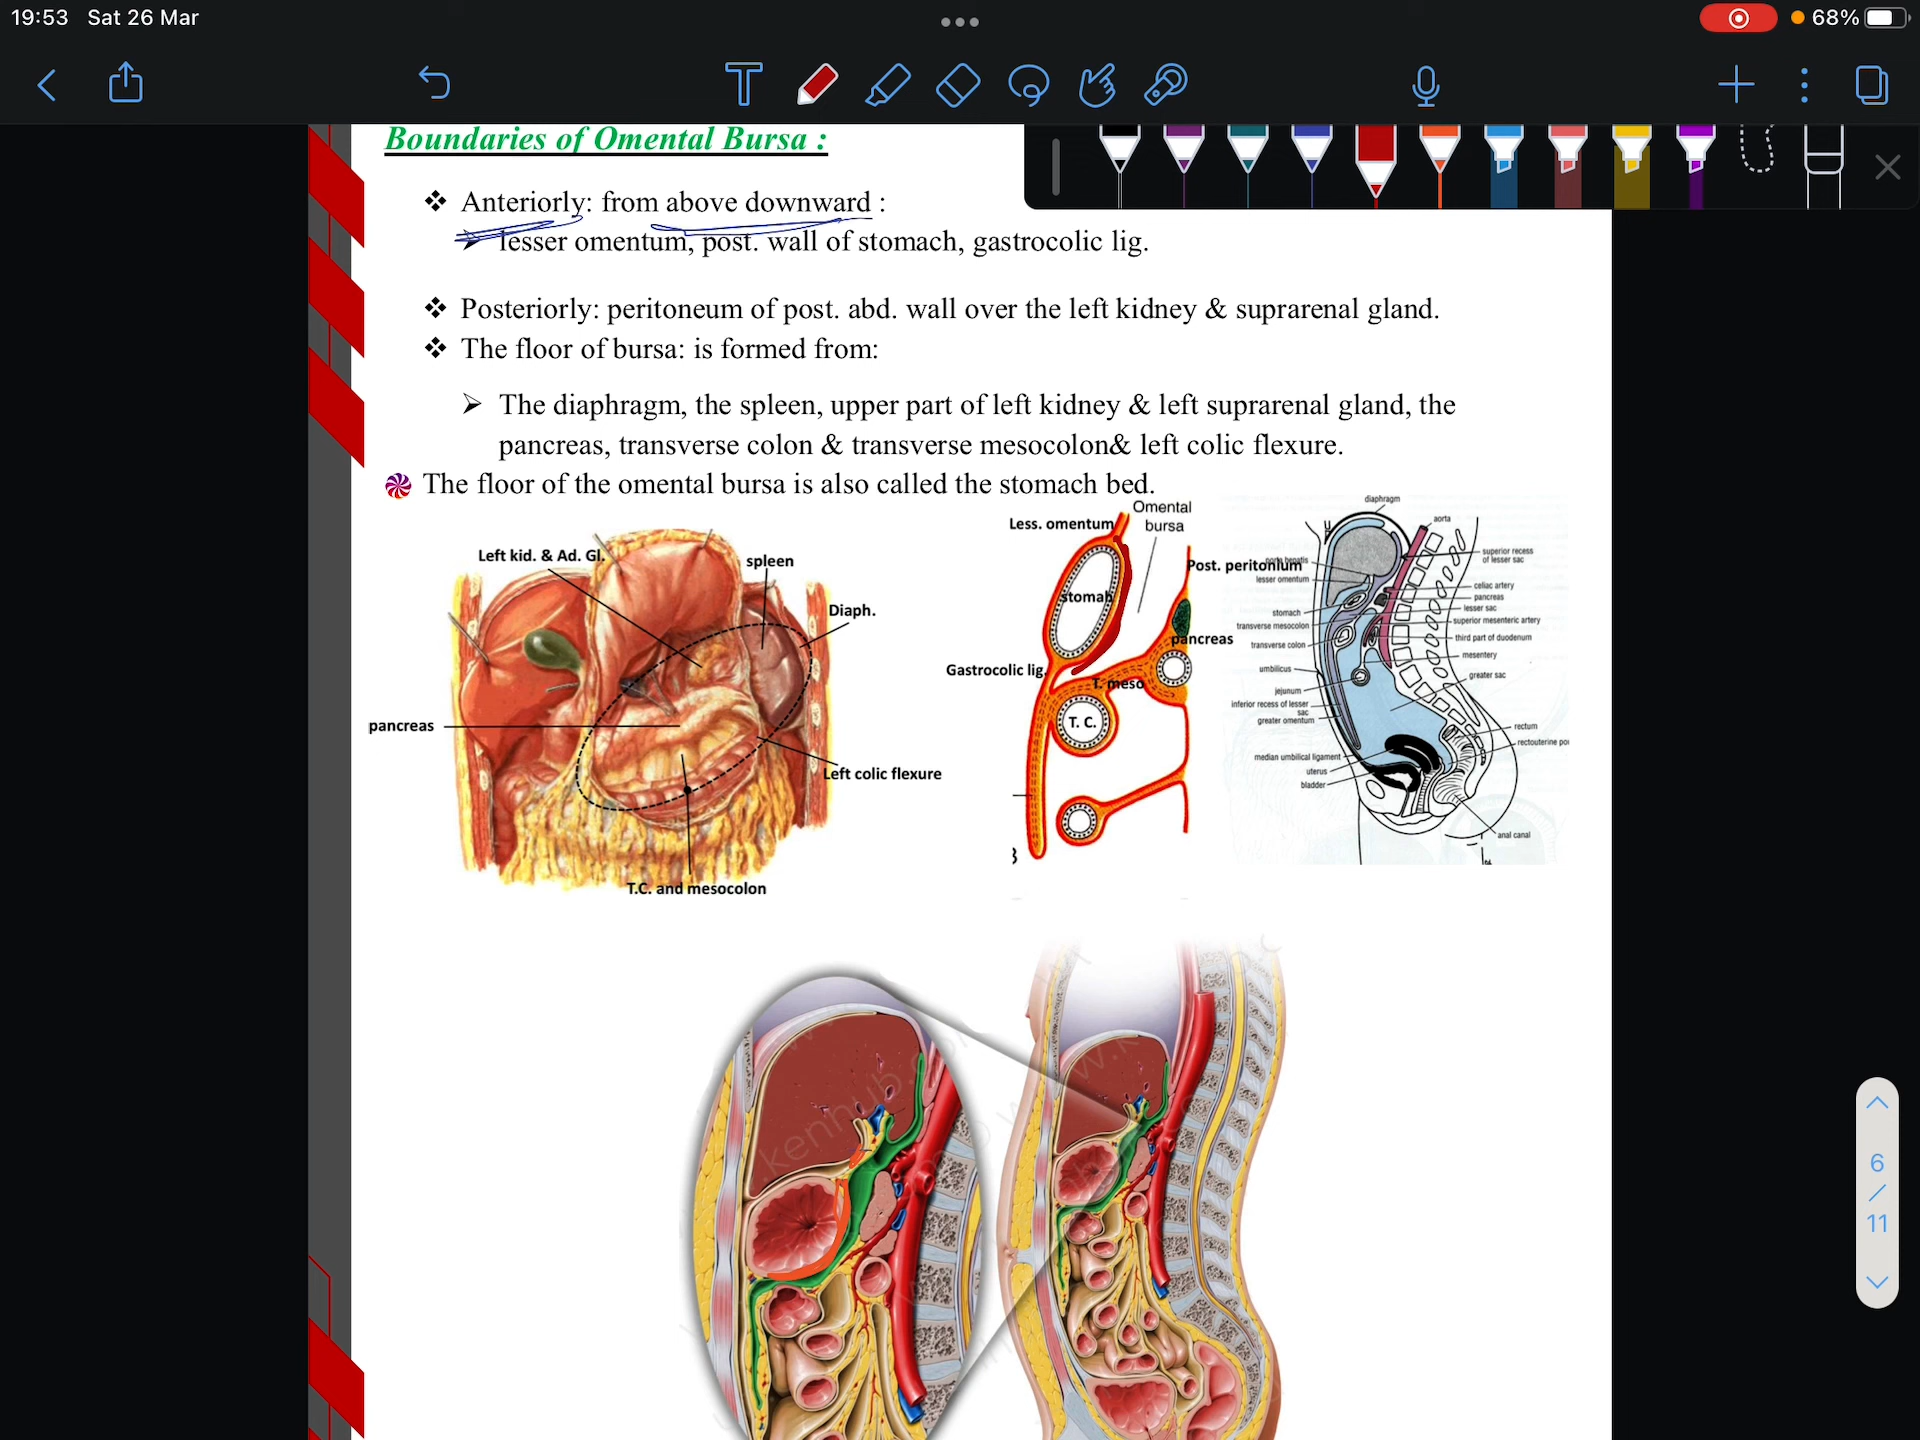 19:53 Sat 26 Mar
68%
Boundaries of Omental Bursa :
❖ Anteriorly: from above downward :
➢ lesser omentum, post. wall of stomach, gastrocolic lig.
❖ Posteriorly: peritoneum of post. abd. wall over the left kidney & suprarenal gland.
❖ The floor of bursa: is formed from:
➢ The diaphragm, the spleen, upper part of left kidney & left suprarenal gland, the
pancreas, transverse colon & transverse mesocolon& left colic flexure.
The floor of the omental bursa is also called the stomach bed.
Left kid. & Ad. Gl.
spleen
Diaph.
pancreas
Left colic flexure
T.C. and mesocolon
Less. omentum
Omental
bursa
Post. peritonium
stomah
pancreas
Gastrocolic lig.
T. meso
T. C.
diaphragm
aorta
superior recess
of lesser sac
lesser omentum
celiac artery
pancreas
lesser sac
stomach
superior mesenteric artery
transverse mesocolon
third part of duodenum
transverse colon
mesentery
umbilicus
greater sac
jejunum
inferior recess of lesser
sac
greater omentum
rectum
rectouterine po
median umbilical ligament
uterus
bladder
anal canal
kenhub.co
6
/
11